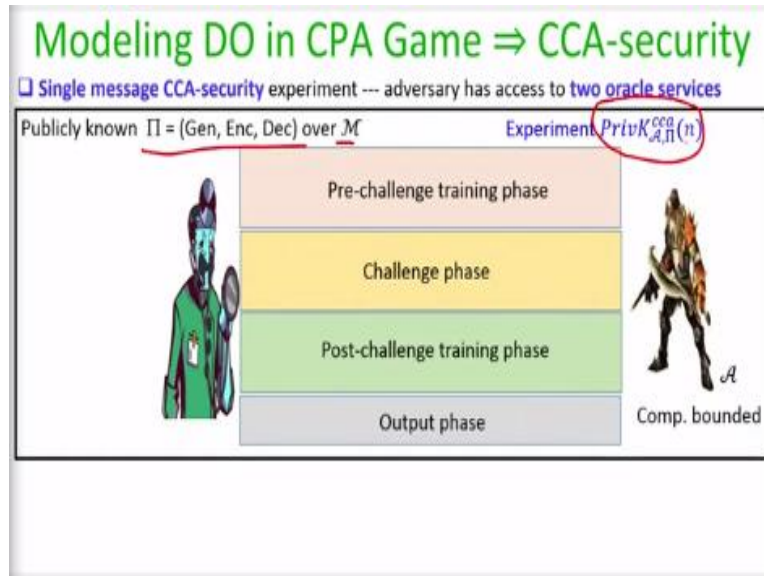 Modeling DO in CPA Game ⇒ CCA-security
❑ Single message CCA-security experiment --- adversary has access to two oracle services
Publicly known Π = (Gen, Enc, Dec) over ℳ Experiment PrivK^{cca}_{𝒜,Π}(n)
Pre-challenge training phase
Challenge phase
Post-challenge training phase
𝒜
Output phase
Comp. bounded